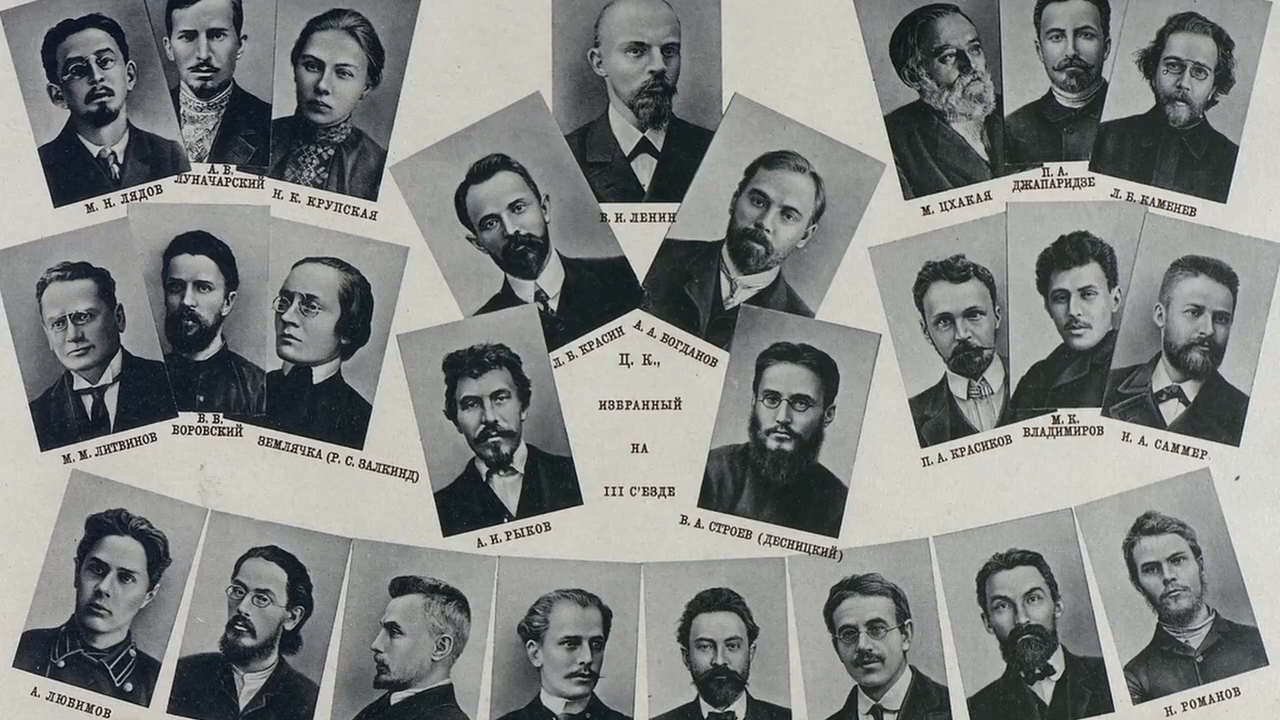 М. Н. ЛЯДОВ
А. В.
ЛУНАЧАРСКИЙ
Н. К. КРУПСКАЯ
В. И. ЛЕНИН
М. ЦХАКАЯ
П. А.
ДЖАПАРИДЗЕ
Л. Б. КАМЕНЕВ
Л. Б. КРАСИН
А. А. БОГДАНОВ
М. М. ЛИТВИНОВ
В. В.
ВОРОВСКИЙ
ЗЕМЛЯЧКА (Р. С. ЗАЛКИНД)
Ц. К.,
ИЗБРАННЫЙ
НА
III С'ЕЗДЕ
П. А. КРАСИКОВ
М. К.
ВЛАДИМИРОВ
И. А. САММЕР
А. И. РЫКОВ
В. А. СТРОЕВ (ДЕСНИЦКИЙ)
А. ЛЮБИМОВ
Н. РОМАНОВ